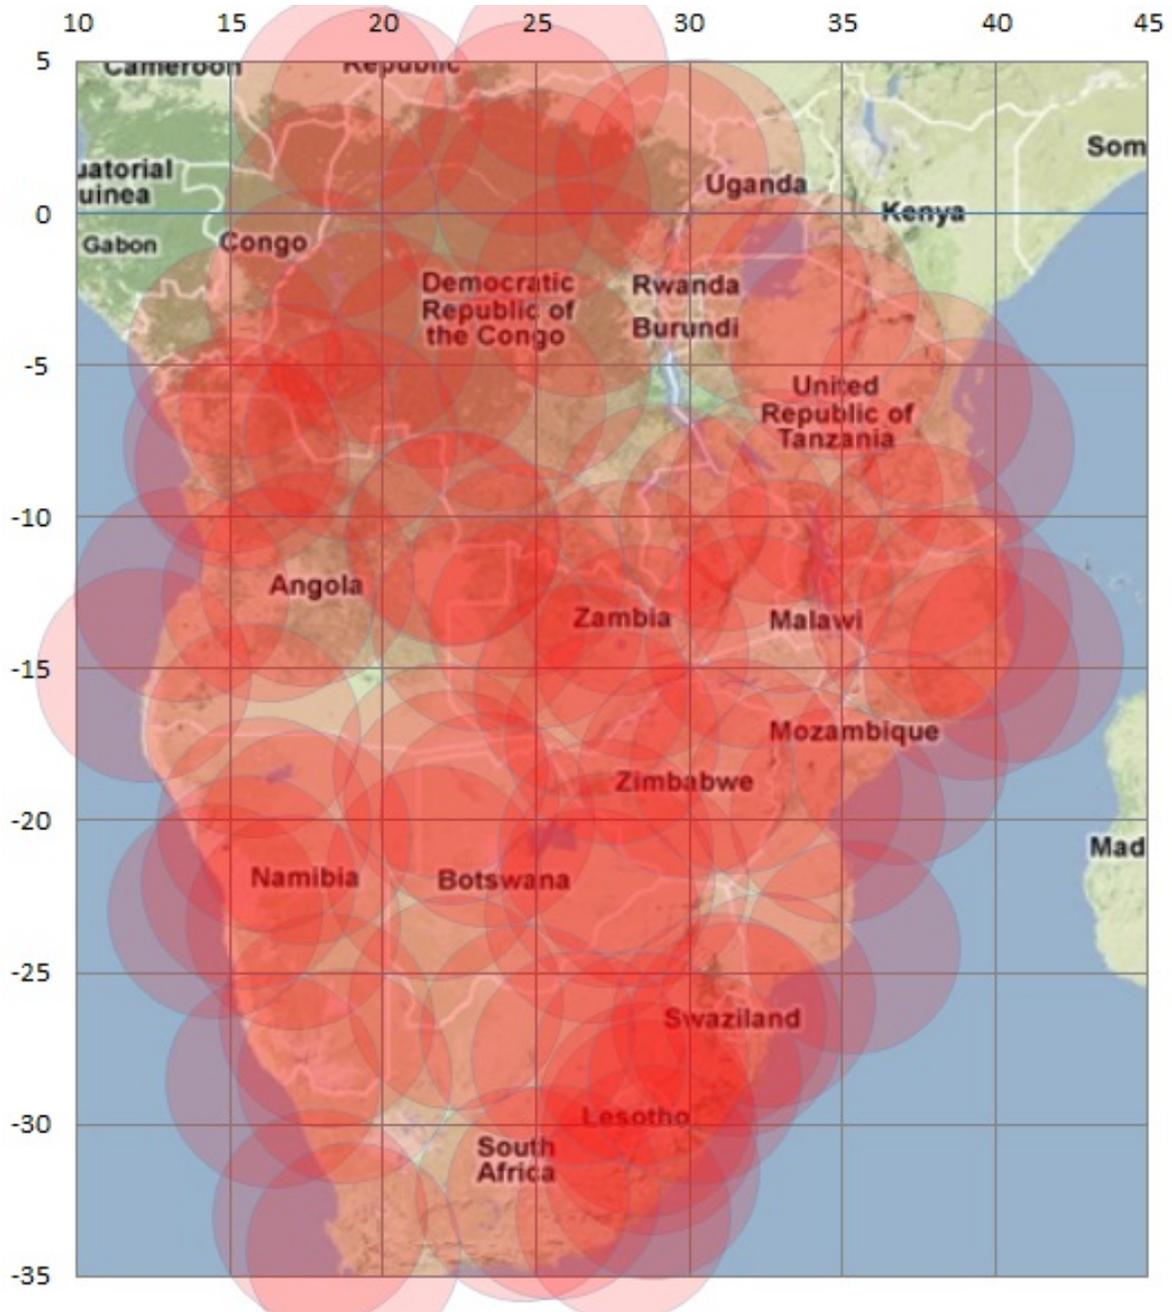 10 15 20 25 30 35 40 45
5
Cameroon Republic
Som
uatorial
uinea
Uganda
0
Kenya
Gabon
Congo
Democratic
Republic of
the Congo
Rwanda
Burundi
-5
United
Republic of
Tanzania
-10
Angola
Zambia
Malawi
-15
Mozambique
Zimbabwe
-20
Mad
Namibia
Botswana
-25
Swaziland
Lesotho
-30
South
Africa
-35